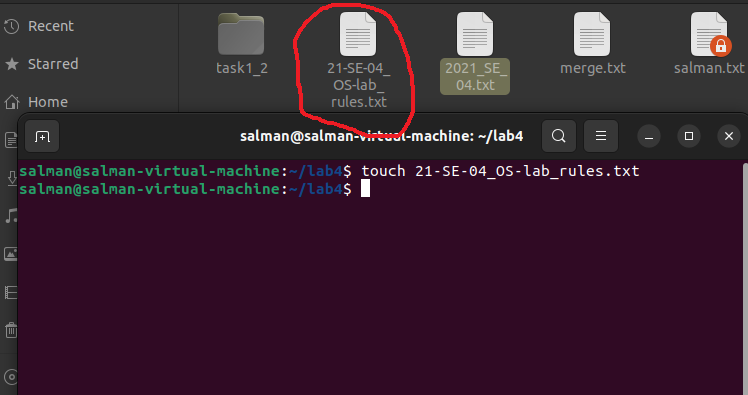 Recent
Starred
Home
task1_2
21-SE-04_
OS-lab_
rules.txt
2021_SE_
04.txt
merge.txt
salman.txt
salman@salman-virtual-machine: ~/lab4
salman@salman-virtual-machine:~/lab4$ touch 21-SE-04_OS-lab_rules.txt
salman@salman-virtual-machine:~/lab4$